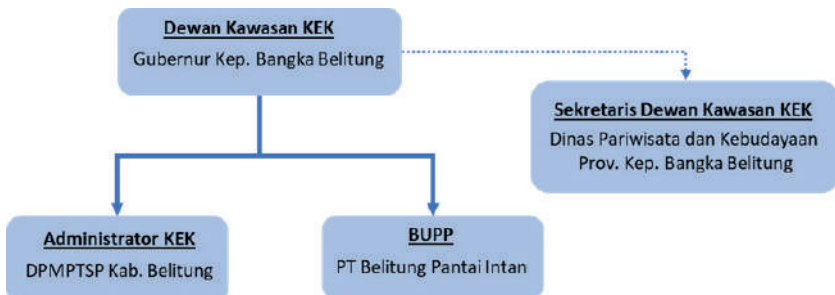 Dewan Kawasan KEK
Gubernur Kep. Bangka Belitung
Sekretaris Dewan Kawasan KEK
Dinas Pariwisata dan Kebudayaan
Prov. Kep. Bangka Belitung
Administrator KEK
DPMPTSP Kab. Belitung
BUPP
PT Belitung Pantai Intan